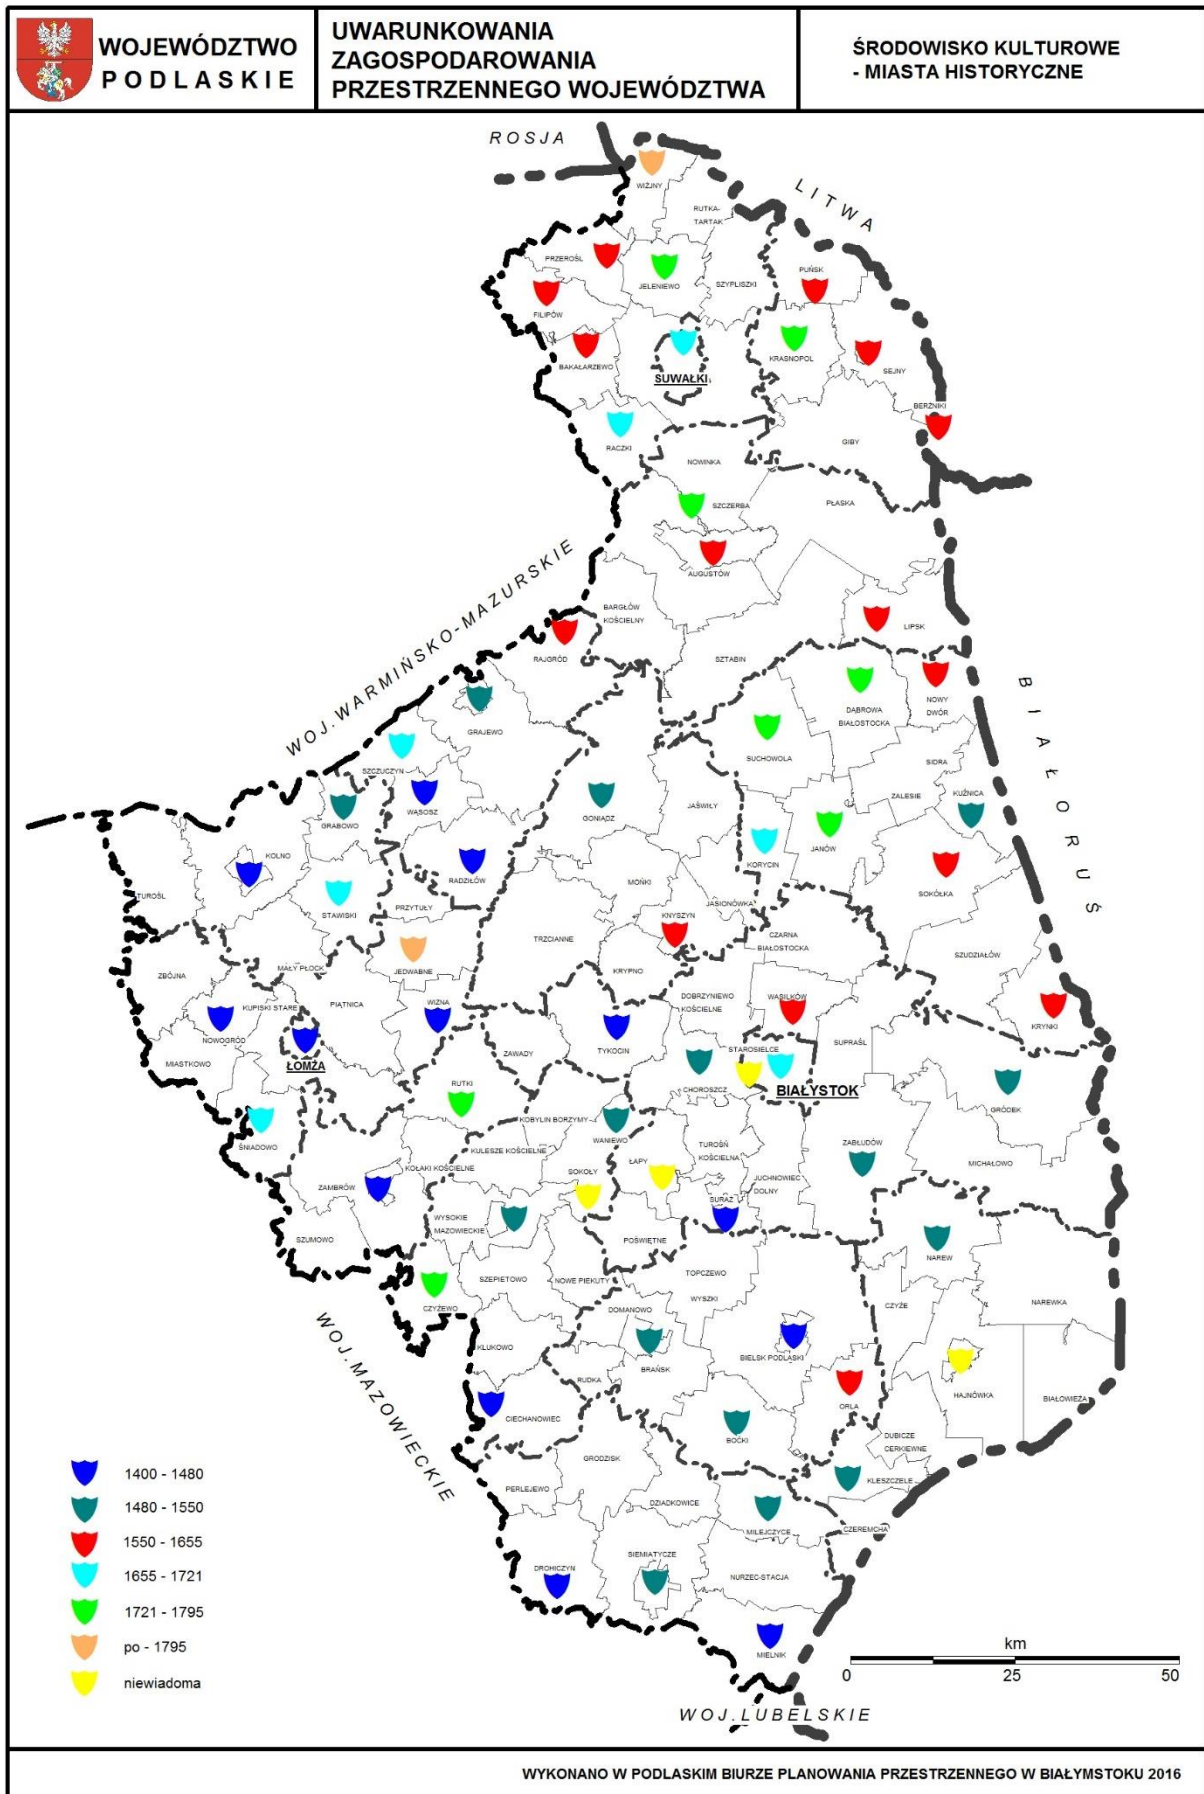 WOJEWÓDZTWO
PODLASKIE
UWARUNKOWANIA
ZAGOSPODAROWANIA
PRZESTRZENNEGO WOJEWÓDZTWA
ŚRODOWISKO KULTUROWE
- MIASTA HISTORYCZNE
ROSJA
LITWA
WIŻJNY
RUTKA-
TARTAK
PRZEROŚL
JELENIEWO
SZYPLISZKI
PUŃSK
FILIPÓW
BAKAŁARZEWO
SUWAŁKI
KRASNOPOL
SEJNY
BERŻNIKI
RACZKI
GIBY
NOWINKA
SZCZERBA
PŁASKA
AUGUSTÓW
WOJ.WARMIŃSKO-MAZURSKIE
BARGŁÓW
KOŚCIELNY
LIPSK
RAJGRÓD
SZTABIN
BIAŁORUŚ
NOWY
DWÓR
DĄBROWA
BIAŁOSTOCKA
GRAJEWO
SUCHOWOLA
SIDRA
SZCZUCZYN
WĄSOSZ
GONIĄDZ
JAŚWIŁY
ZALESIE
KUŹNICA
GRABOWO
KORYCIN
JANÓW
KOLNO
RADZIŁÓW
MOŃKI
SOKÓŁKA
TUROŚL
STAWISKI
PRZYTUŁY
JASIONÓWKA
KNYSZYN
TRZCIANNE
CZARNA
BIAŁOSTOCKA
SZUDZIAŁÓW
ZBÓJNA
MAŁY PŁOCK
JEDWABNE
KRYPNO
KUPISKI STARE
PIĄTNICA
WIZNA
DOBRZYNIEWO
KOŚCIELNE
WASILKÓW
KRYNKI
NOWOGRÓD
MIASTKOWO
ŁOMŻA
ZAWADY
TYKOCIN
STAROSIELCE
SUPRAŚL
CHOROSZCZ
BIAŁYSTOK
RUTKI
GRÓDEK
ŚNIADOWO
KOBYLIN BORZYMY
WANIEWO
KULESZE KOŚCIELNE
TUROŚŃ
KOŚCIELNA
ZABŁUDÓW
MICHAŁOWO
KOŁAKI KOŚCIELNE
SOKOŁY
ŁAPY
JUCHNOWIEC
DOLNY
ZAMBRÓW
SURAŻ
WYSOKIE
MAZOWIECKIE
SZUMOWO
POŚWIĘTNE
NAREW
CZYŻEWO
SZEPIETOWO
NOWE PIEKUTY
TOPCZEWO
WYSZKI
DOMANOWO
CZYŻE
NAREWKA
WOJ.MAZOWIECKIE
KLUKOWO
BRAŃSK
BIELSK PODLASKI
RUDKA
ORLA
HAJNÓWKA
BIAŁOWIEŻA
CIECHANOWIEC
BOĆKI
DUBICZE
CERKIEWNE
GRODZISK
KLESZCZELE
PERLEJEWO
DZIADKOWICE
MILEJCZYCE
CZEREMCHA
DROHICZYN
SIEMIATYCZE
NURZEC-STACJA
MIELNIK
1400 - 1480
1480 - 1550
1550 - 1655
1655 - 1721
1721 - 1795
po - 1795
niewiadoma
km
0 25 50
WOJ.LUBELSKIE
WYKONANO W PODLASKIM BIURZE PLANOWANIA PRZESTRZENNEGO W BIAŁYMSTOKU 2016